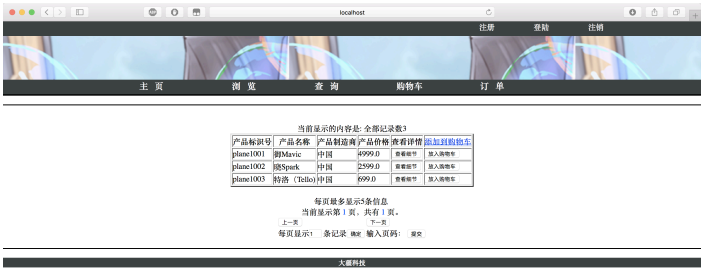 localhost
注册 登陆 注销
主 页 浏 览 查 询 购物车 订 单
当前显示的内容是: 全部记录数3
产品标识号 产品名称 产品制造商 产品价格 查看详情 添加到购物车
plane1001 御Mavic 中国 4999.0 查看细节 放入购物车
plane1002 晓Spark 中国 2599.0 查看细节 放入购物车
plane1003 特洛（Tello) 中国 699.0 查看细节 放入购物车
每页最多显示5条信息
当前显示第 1 页，共有 1 页。
上一页 下一页
每页显示1 条记录 确定 输入页码： 提交
大疆科技